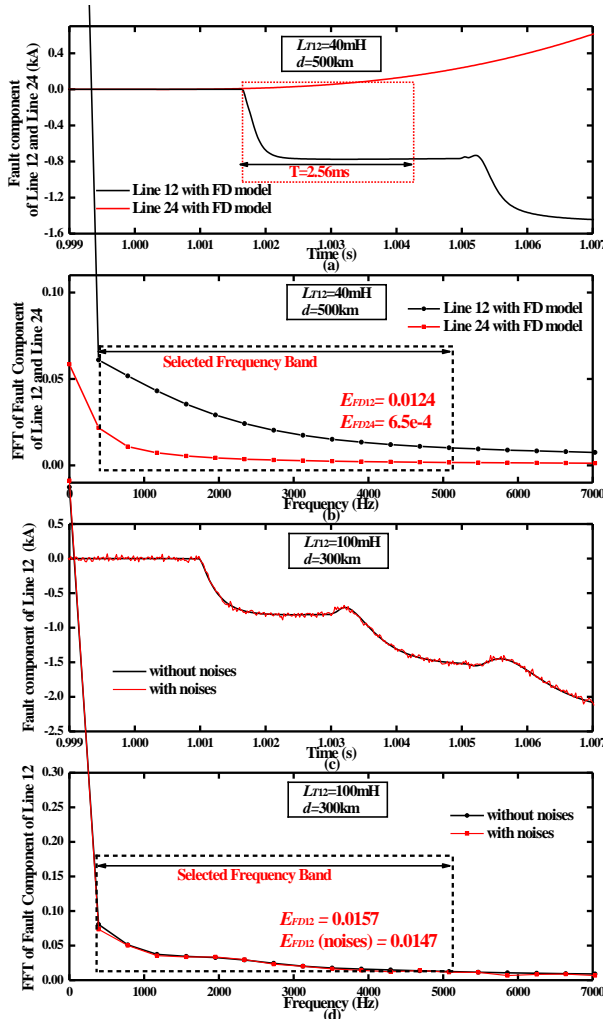 0.4
0.0
-0.8
-1.2
-1.6
Fault component
of Line 12 and Line 24 (kA)
LT12=40mH
d=500km
T=2.56ms
Line 12 with FD model
Line 24 with FD model
0.999 1.000 1.001 1.002 1.003 1.004 1.005 1.006 1.007
Time (s)
(a)
0.10
0.05
0.00
FFT of Fault Component
of Line 12 and Line 24
LT12=40mH
d=500km
Line 12 with FD model
Line 24 with FD model
Selected Frequency Band
EFD12= 0.0124
EFD24= 6.5e-4
0 1000 2000 3000 4000 5000 6000 7000
Frequency (Hz)
(b)
0.5
0.0
-0.5
-1.0
-1.5
-2.0
-2.5
Fault component of Line 12 (kA)
LT12=100mH
d=300km
without noises
with noises
0.999 1.000 1.001 1.002 1.003 1.004 1.005 1.006 1.007
Time (s)
(c)
0.30
0.25
0.20
0.15
0.10
0.05
0.00
FFT of Fault Component of Line 12
LT12=100mH
d=300km
without noises
with noises
Selected Frequency Band
EFD12 = 0.0157
EFD12 (noises) = 0.0147
0 1000 2000 3000 4000 5000 6000 7000
Frequency (Hz)
(d)